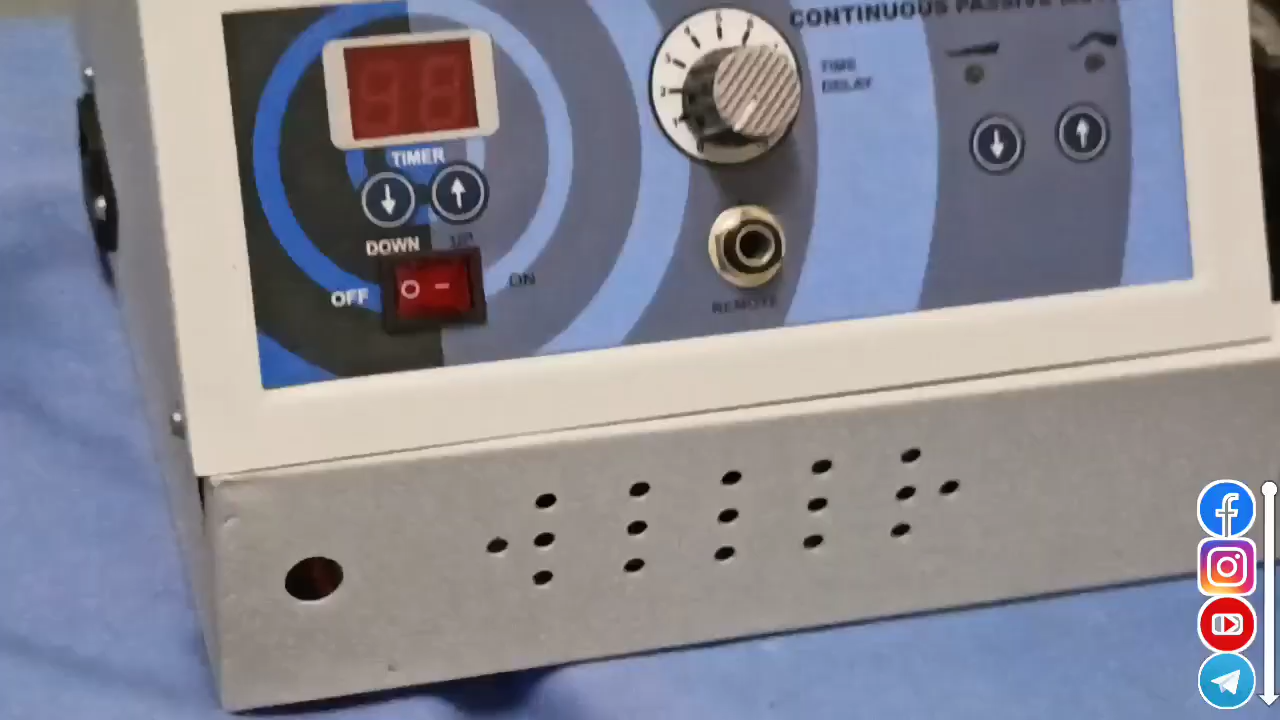 CONTINUOUS PASSIVE
TIME
DELAY
TIMER
DOWN
UP
OFF
ON
REMOTE